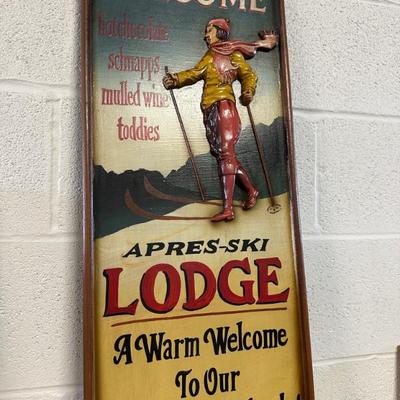 hot chocolate
schnapps
mulled wine
toddies
APRES-SKI
LODGE
A Warm Welcome
To Our